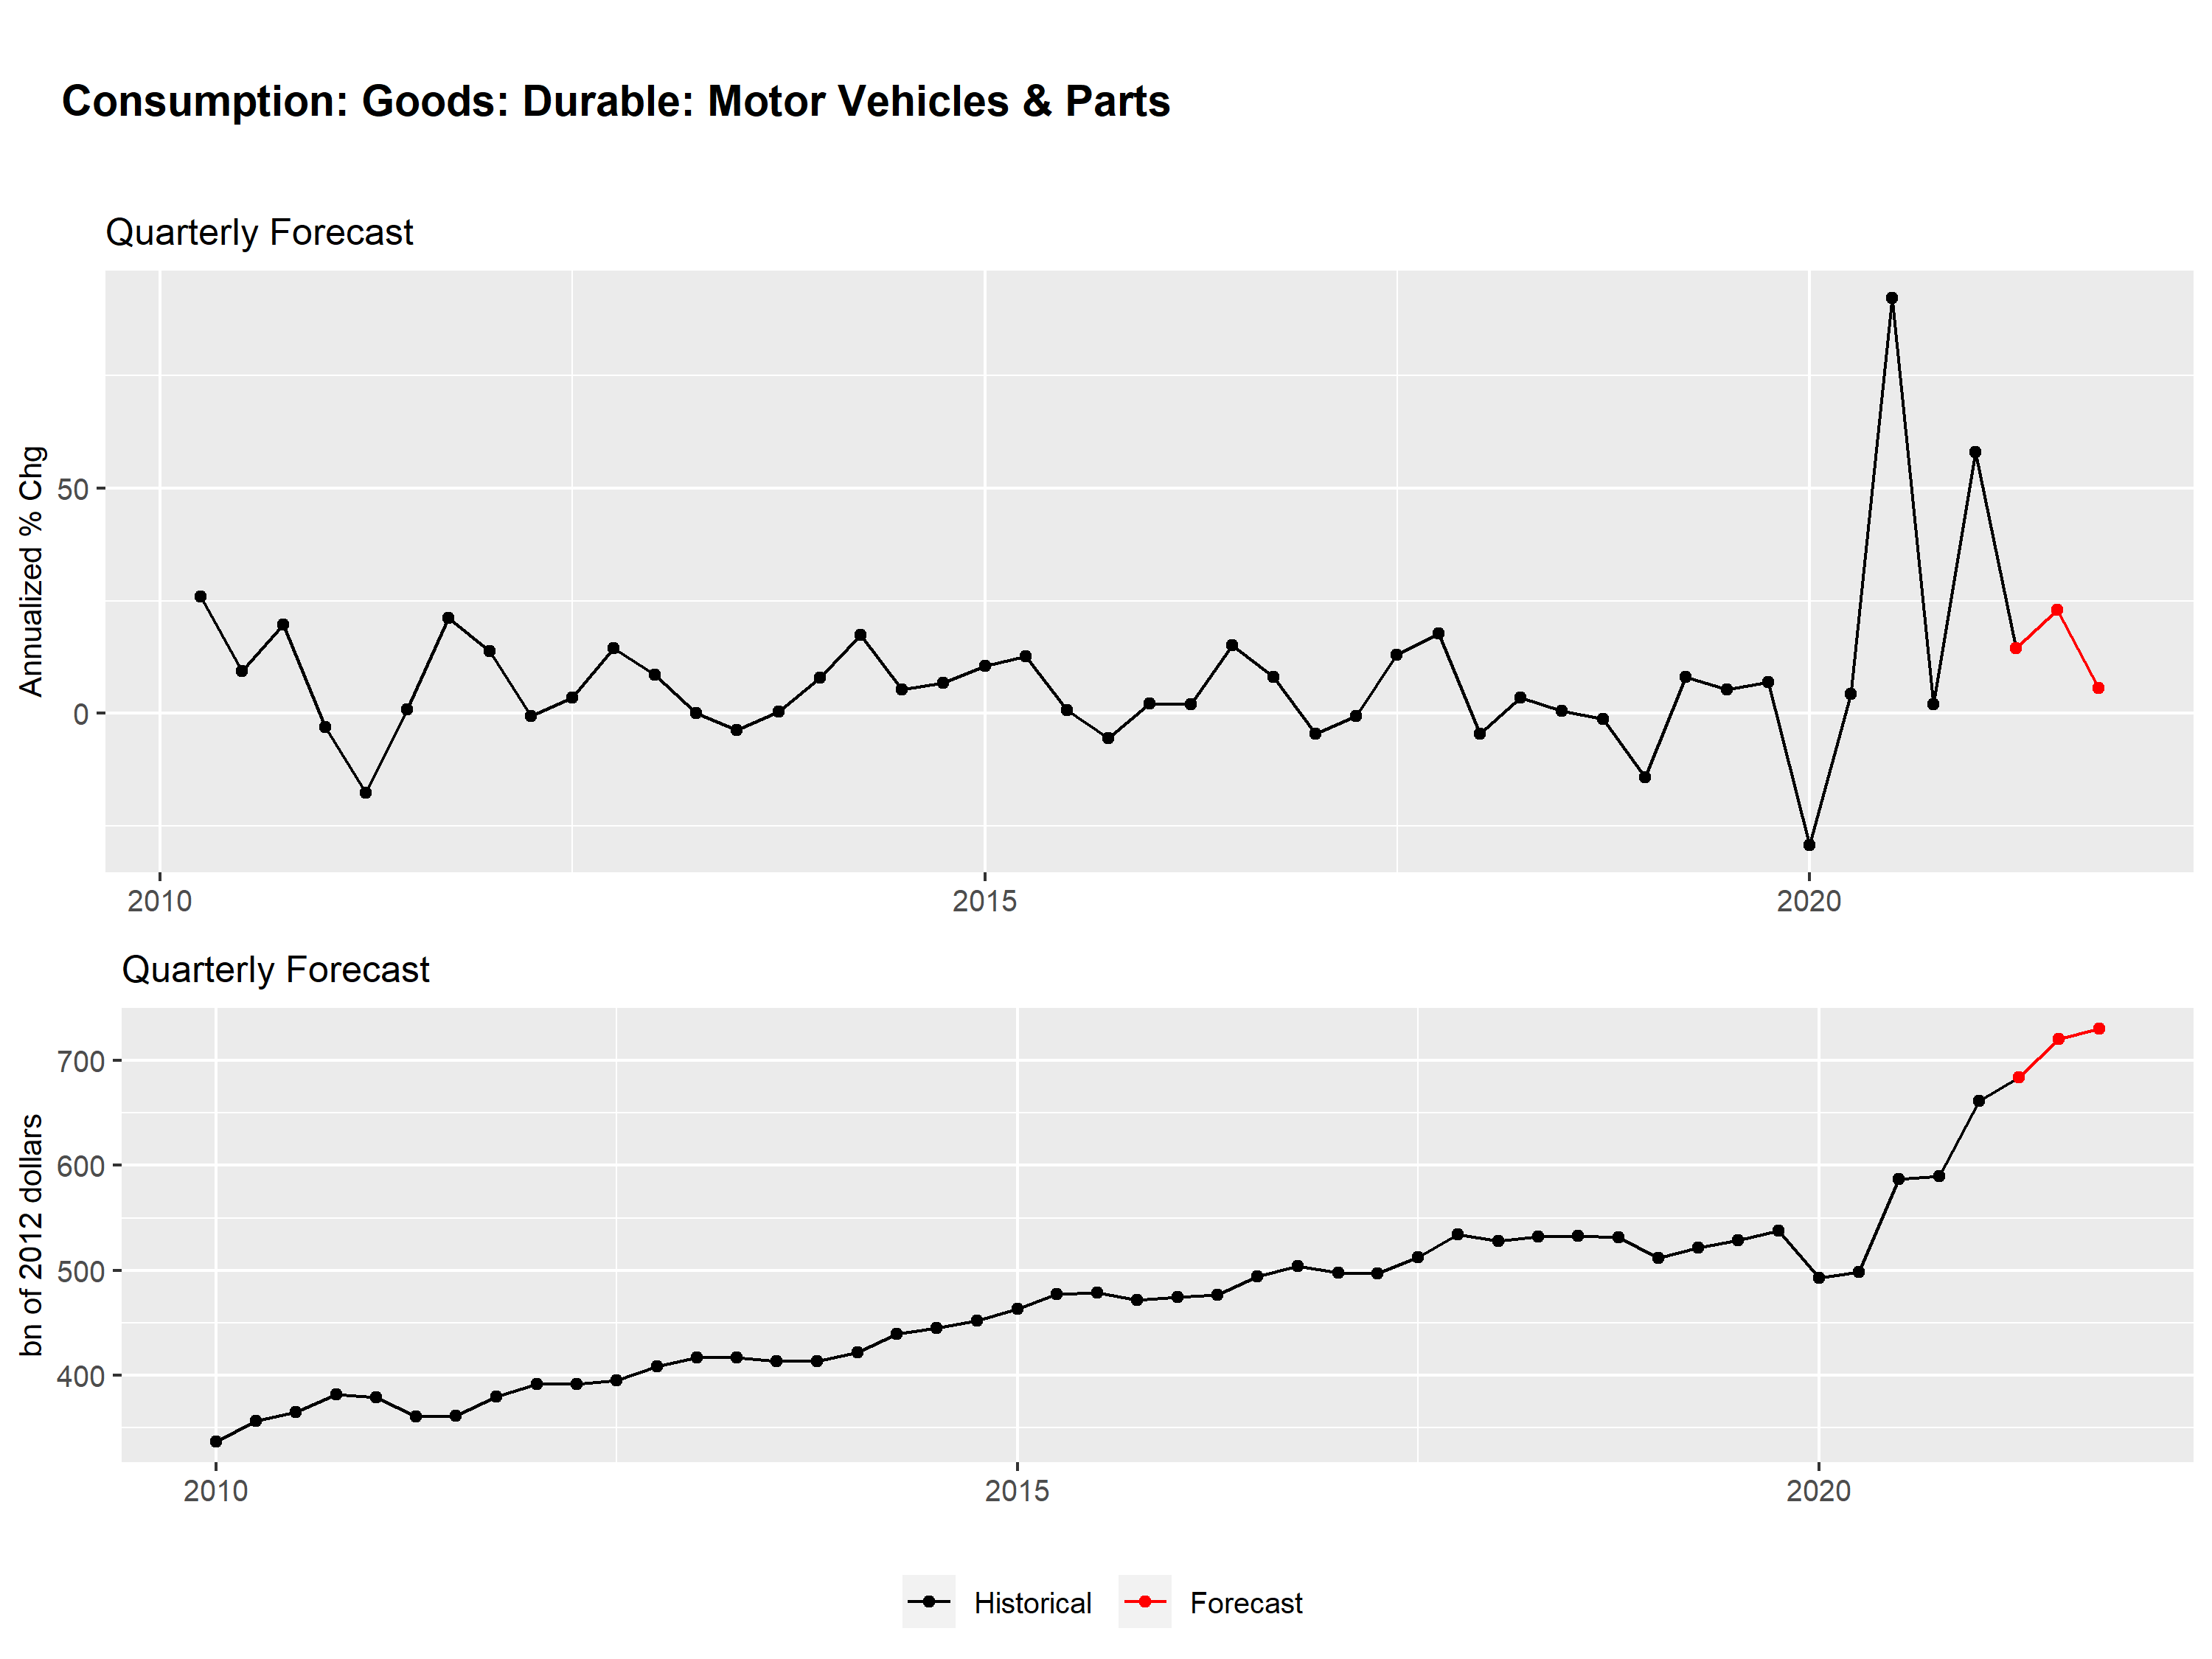 Consumption: Goods: Durable: Motor Vehicles & Parts
Quarterly Forecast
Annualized % Chg
50
0
2010
2015
2020
Quarterly Forecast
bn of 2012 dollars
700
600
500
400
2010
2015
2020
Historical
Forecast